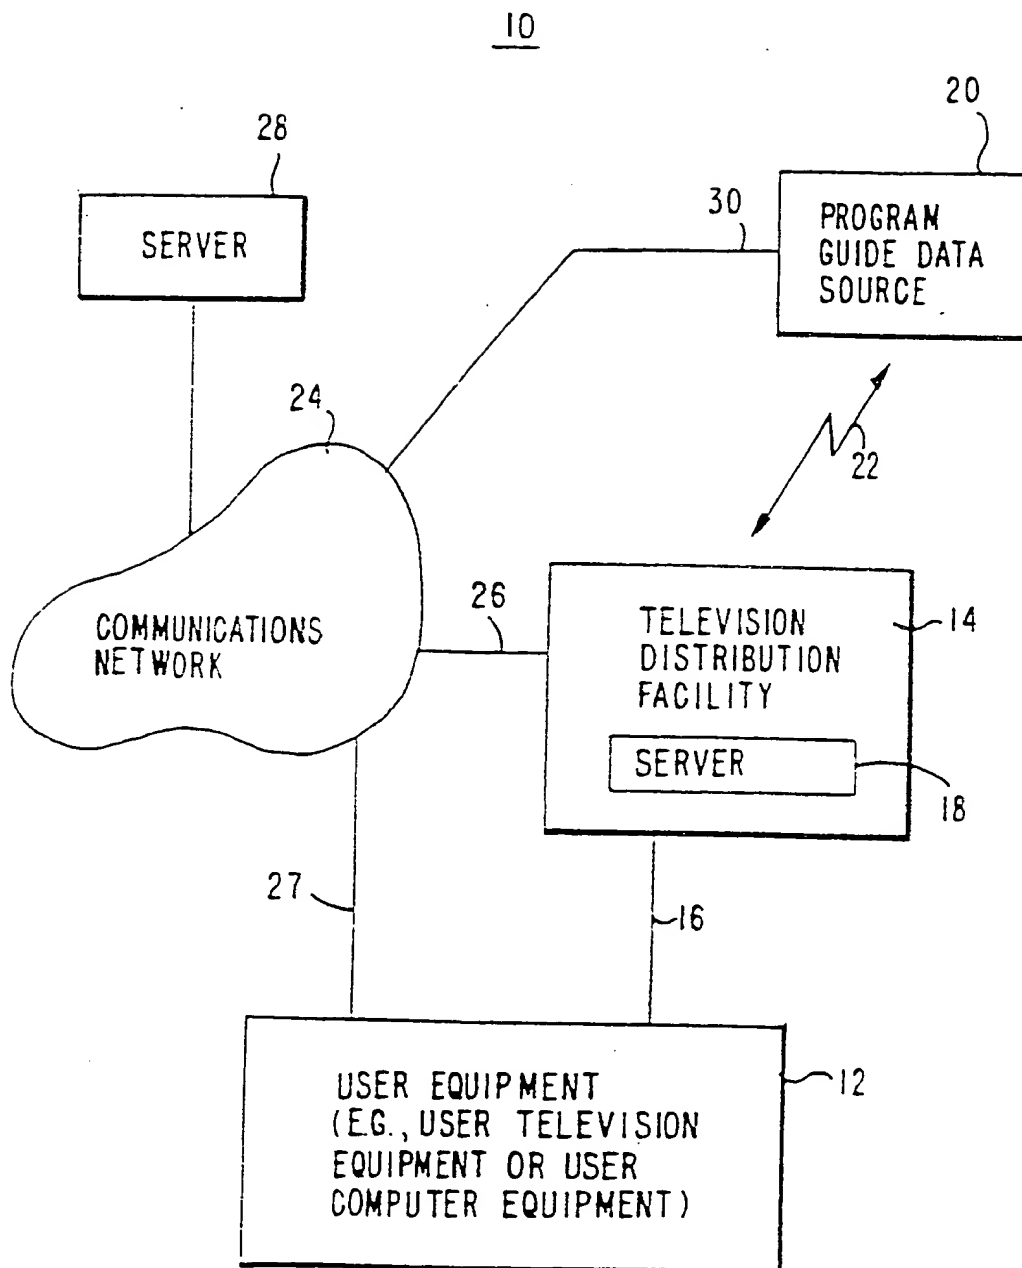 10
28
SERVER
20
PROGRAM
GUIDE DATA
SOURCE
30
22
24
COMMUNICATIONS
NETWORK
26
TELEVISION
DISTRIBUTION
FACILITY
14
SERVER
18
27
16
USER EQUIPMENT
(E.G., USER TELEVISION
EQUIPMENT OR USER
COMPUTER EQUIPMENT)
12